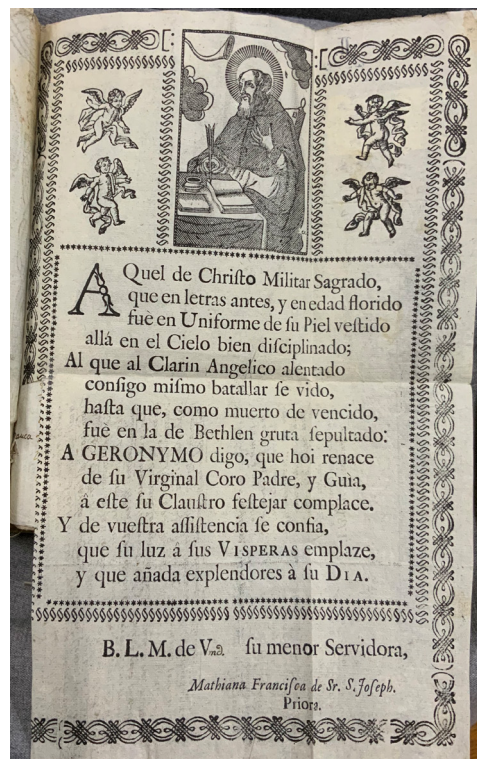 AQuel de Chriſto Militar Sagrado,
que en letras antes, y en edad florido
fuè en Uniforme de ſu Piel veſtido
allá en el Cielo bien diſciplinado;
Al que al Clarin Angelico alentado
conſigo miſmo batallar ſe vido,
haſta que, como muerto de vencido,
fuè en la de Bethlen gruta ſepultado:
A GERONYMO digo, que hoi renace
de ſu Virginal Coro Padre, y Guia,
â eſte ſu Clauſtro feſtejar complace.
Y de vueſtra aſſiſtencia ſe confia,
que ſu luz á ſus VISPERAS emplaze,
y que añada explendores à ſu DIA.
B. L. M. de Vmd. ſu menor Servidora,
Mathiana Franciſca de Sr. S. Joſeph.
Priora.